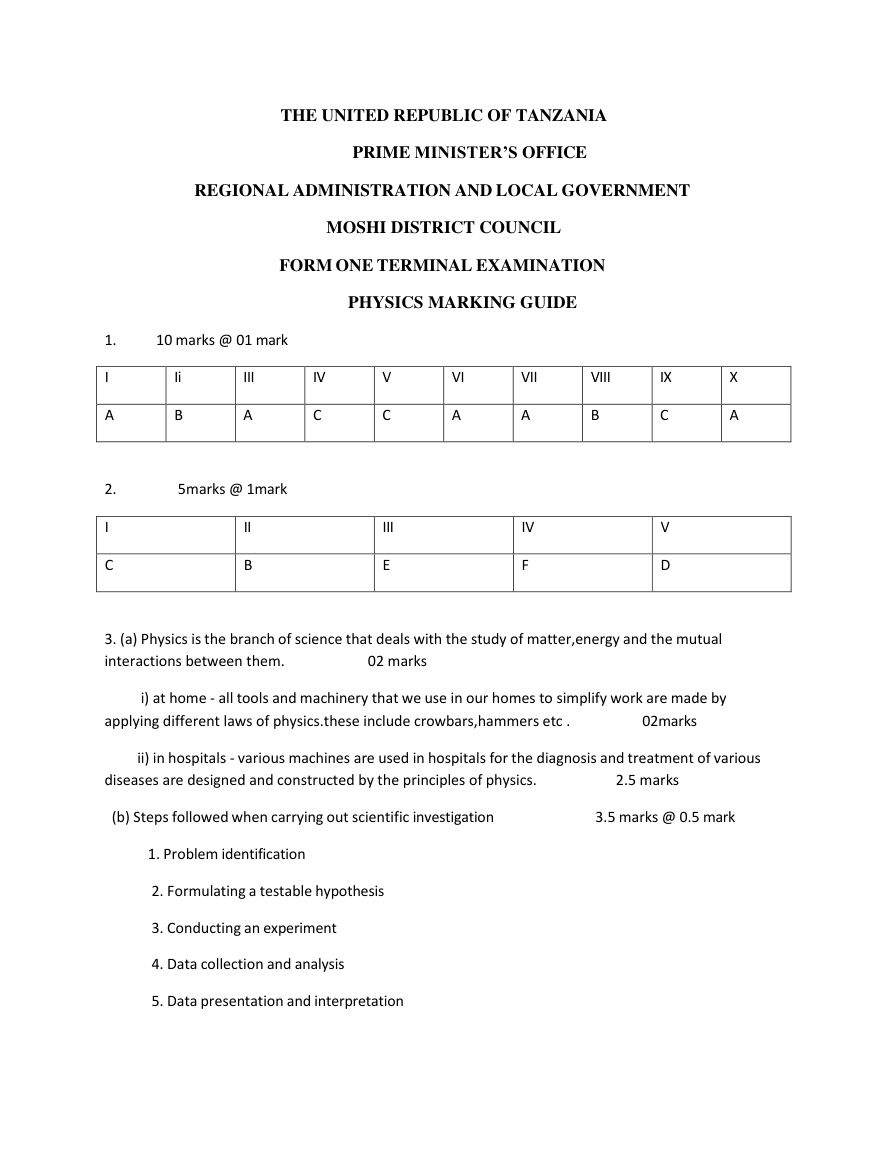 THE UNITED REPUBLIC OF TANZANIA
PRIME MINISTER’S OFFICE
REGIONAL ADMINISTRATION AND LOCAL GOVERNMENT
MOSHI DISTRICT COUNCIL
FORM ONE TERMINAL EXAMINATION
PHYSICS MARKING GUIDE
1. 10 marks @ 01 mark
I Ii III IV V VI VII VIII IX X
A B A C C A A B C A
2. 5marks @ 1mark
I II III IV V
C B E F D
3. (a) Physics is the branch of science that deals with the study of matter,energy and the mutual
interactions between them. 02 marks
i) at home - all tools and machinery that we use in our homes to simplify work are made by
applying different laws of physics.these include crowbars,hammers etc . 02marks
ii) in hospitals - various machines are used in hospitals for the diagnosis and treatment of various
diseases are designed and constructed by the principles of physics. 2.5 marks
(b) Steps followed when carrying out scientific investigation 3.5 marks @ 0.5 mark
1. Problem identification
2. Formulating a testable hypothesis
3. Conducting an experiment
4. Data collection and analysis
5. Data presentation and interpretation